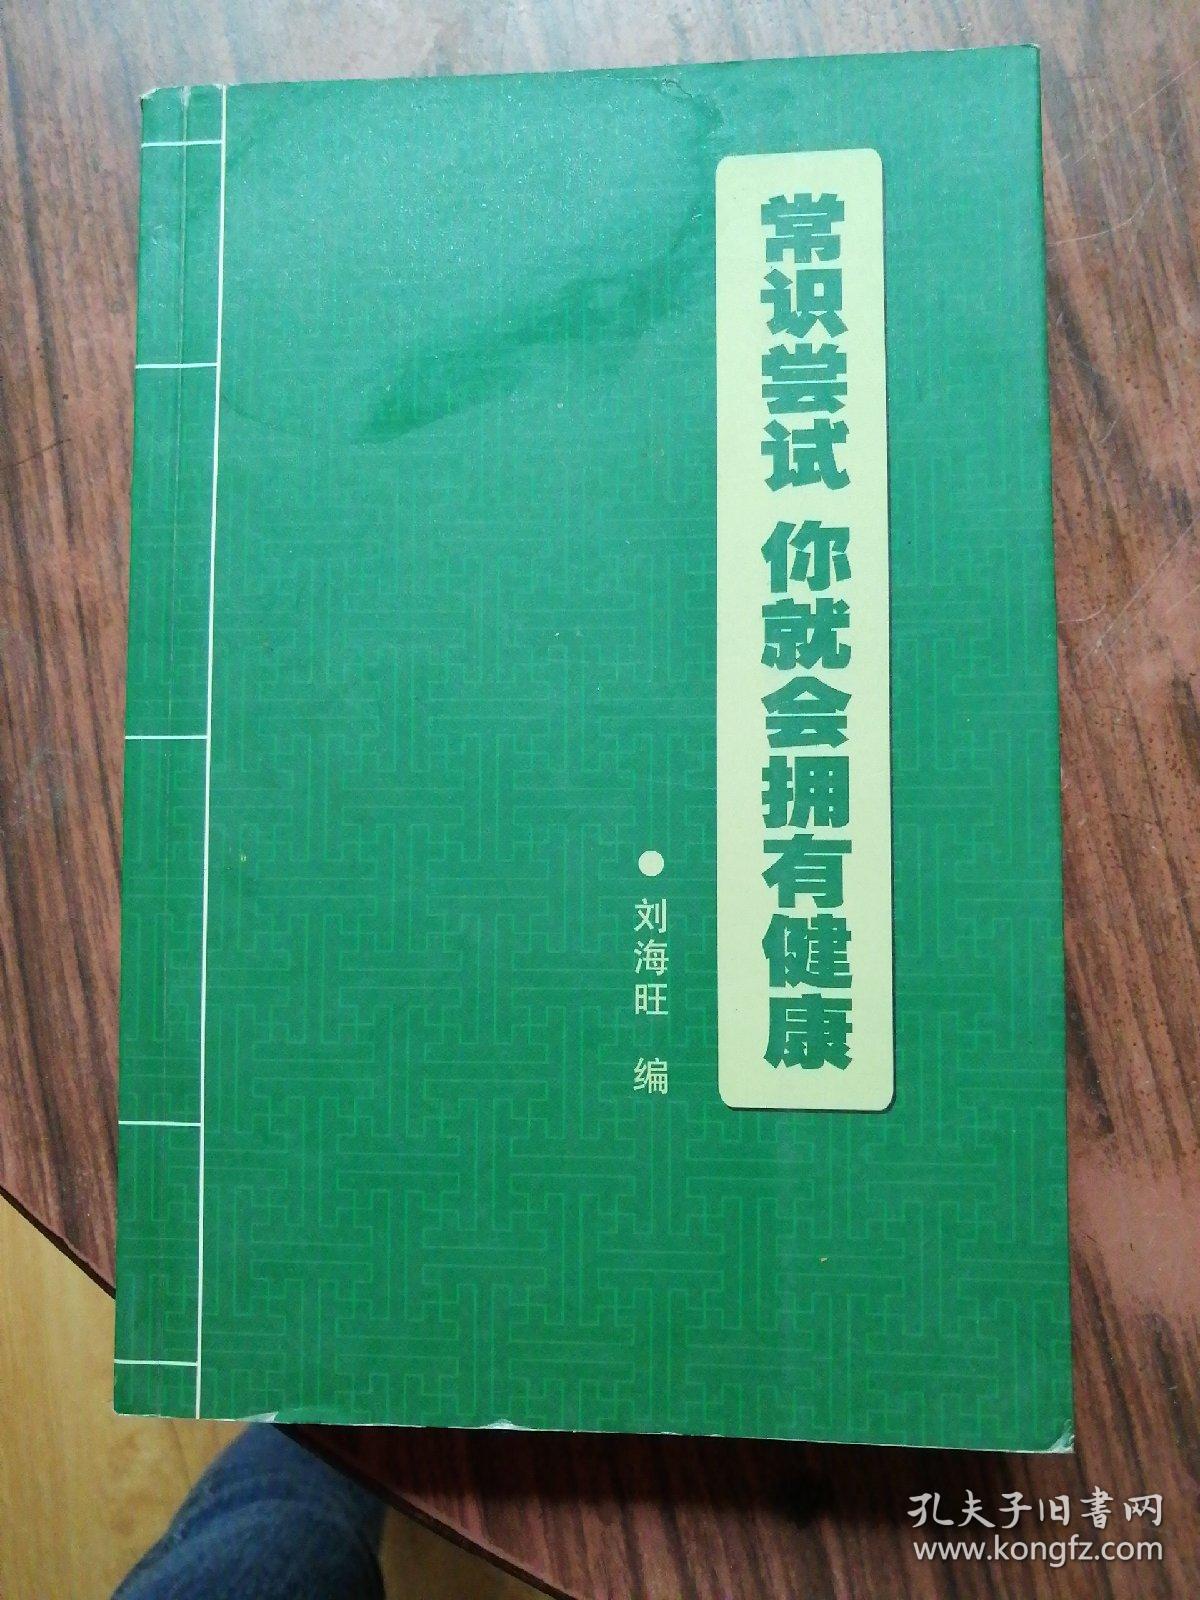 常识尝试 你就会拥有健康
●刘海旺 编
孔夫子旧书网
www.kongfz.com